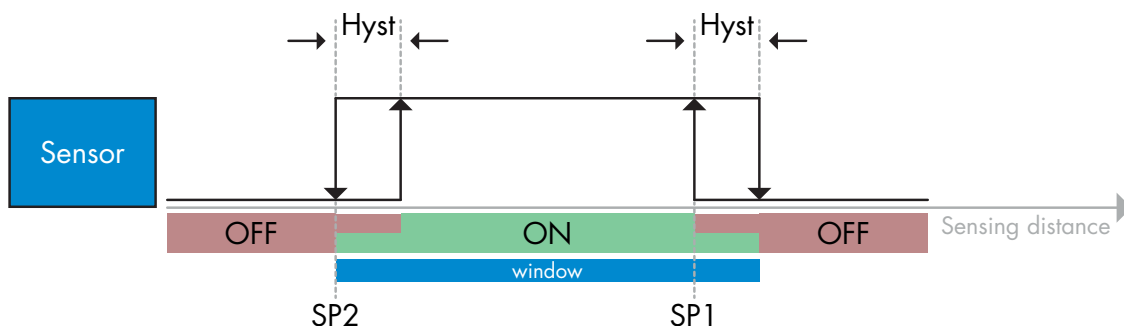 Hyst Hyst
Sensor
OFF ON OFF
Sensing distance
window
SP2 SP1